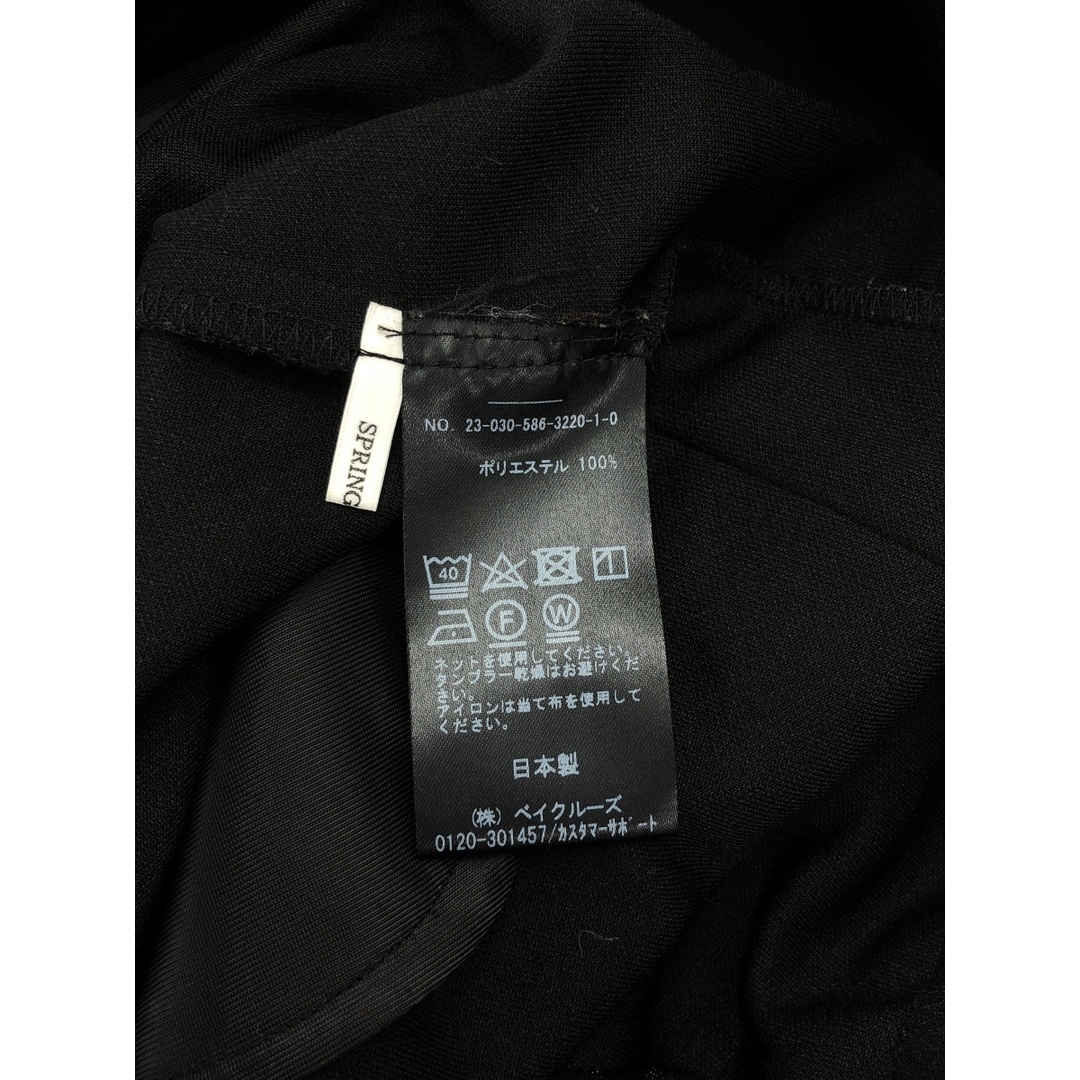 SPRING
NO. 23-030-586-3220-1-0
ポリエステル 100%
40
F
W
ネットを使用してください。
タンブラー乾燥はお避けくだ
さい。
アイロンは当て布を使用して
ください。
日本製
(株) ベイクルーズ
0120-301457/カスタマーサポート